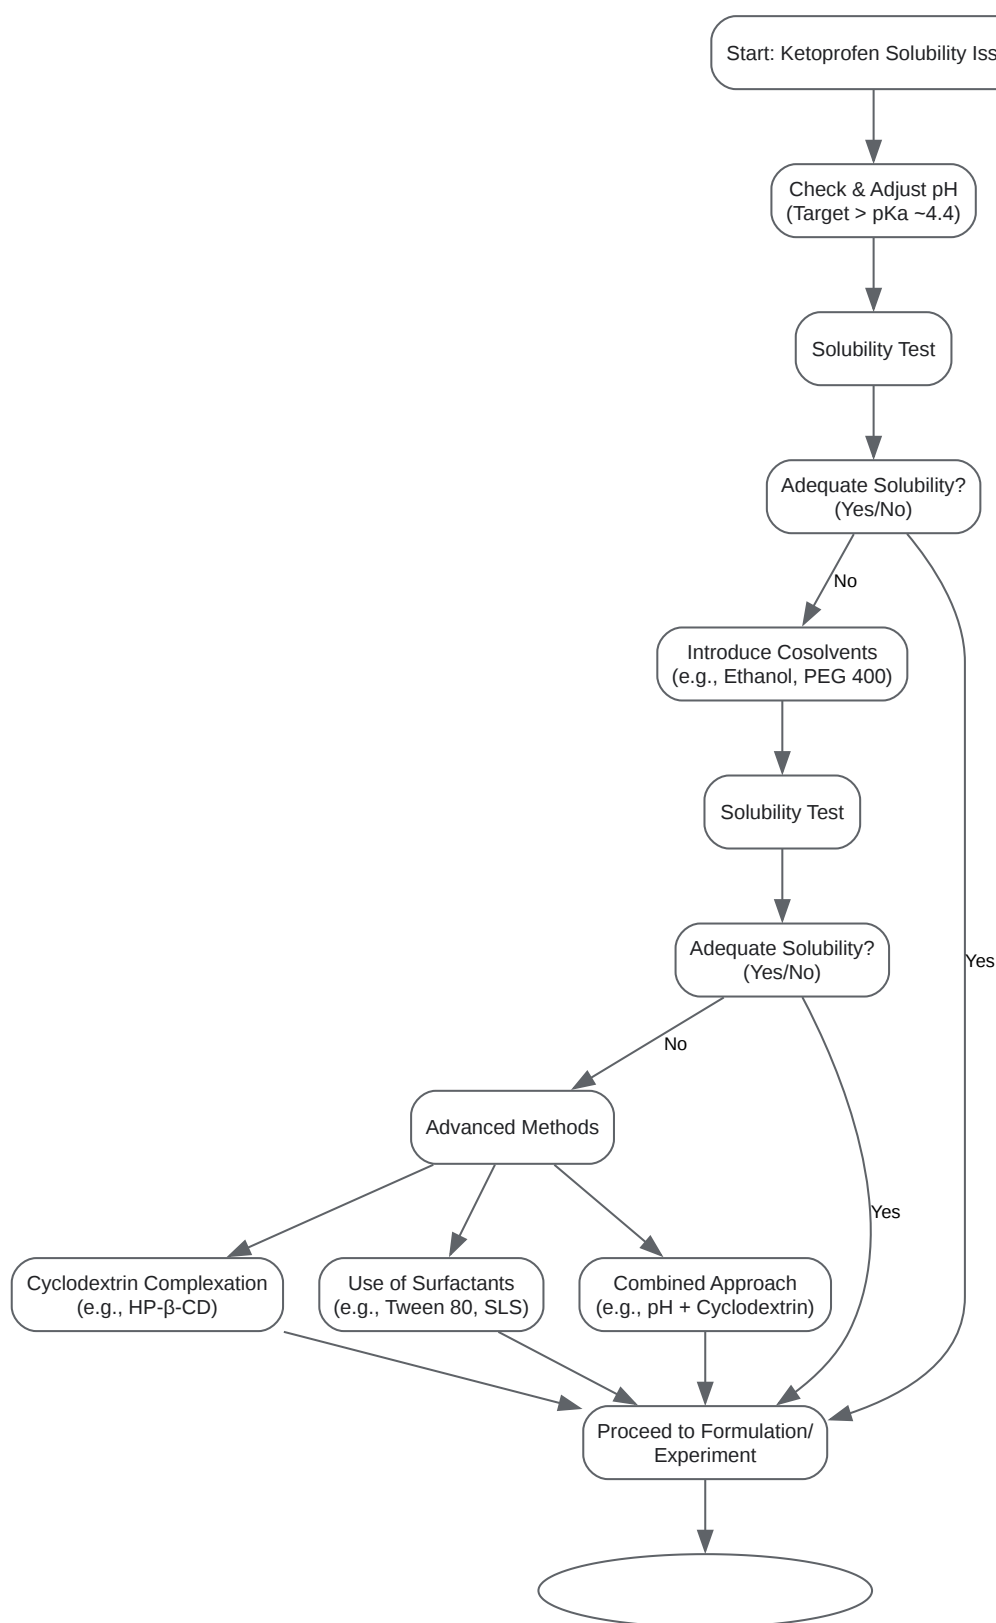 Start: Ketoprofen Solubility Iss
Check & Adjust pH
(Target > pKa ~4.4)
Solubility Test
Adequate Solubility?
(Yes/No)
No
Introduce Cosolvents
(e.g., Ethanol, PEG 400)
Solubility Test
Adequate Solubility?
(Yes/No)
Yes
No
Advanced Methods
Yes
Cyclodextrin Complexation
(e.g., HP-β-CD)
Use of Surfactants
(e.g., Tween 80, SLS)
Combined Approach
(e.g., pH + Cyclodextrin)
Proceed to Formulation/
Experiment